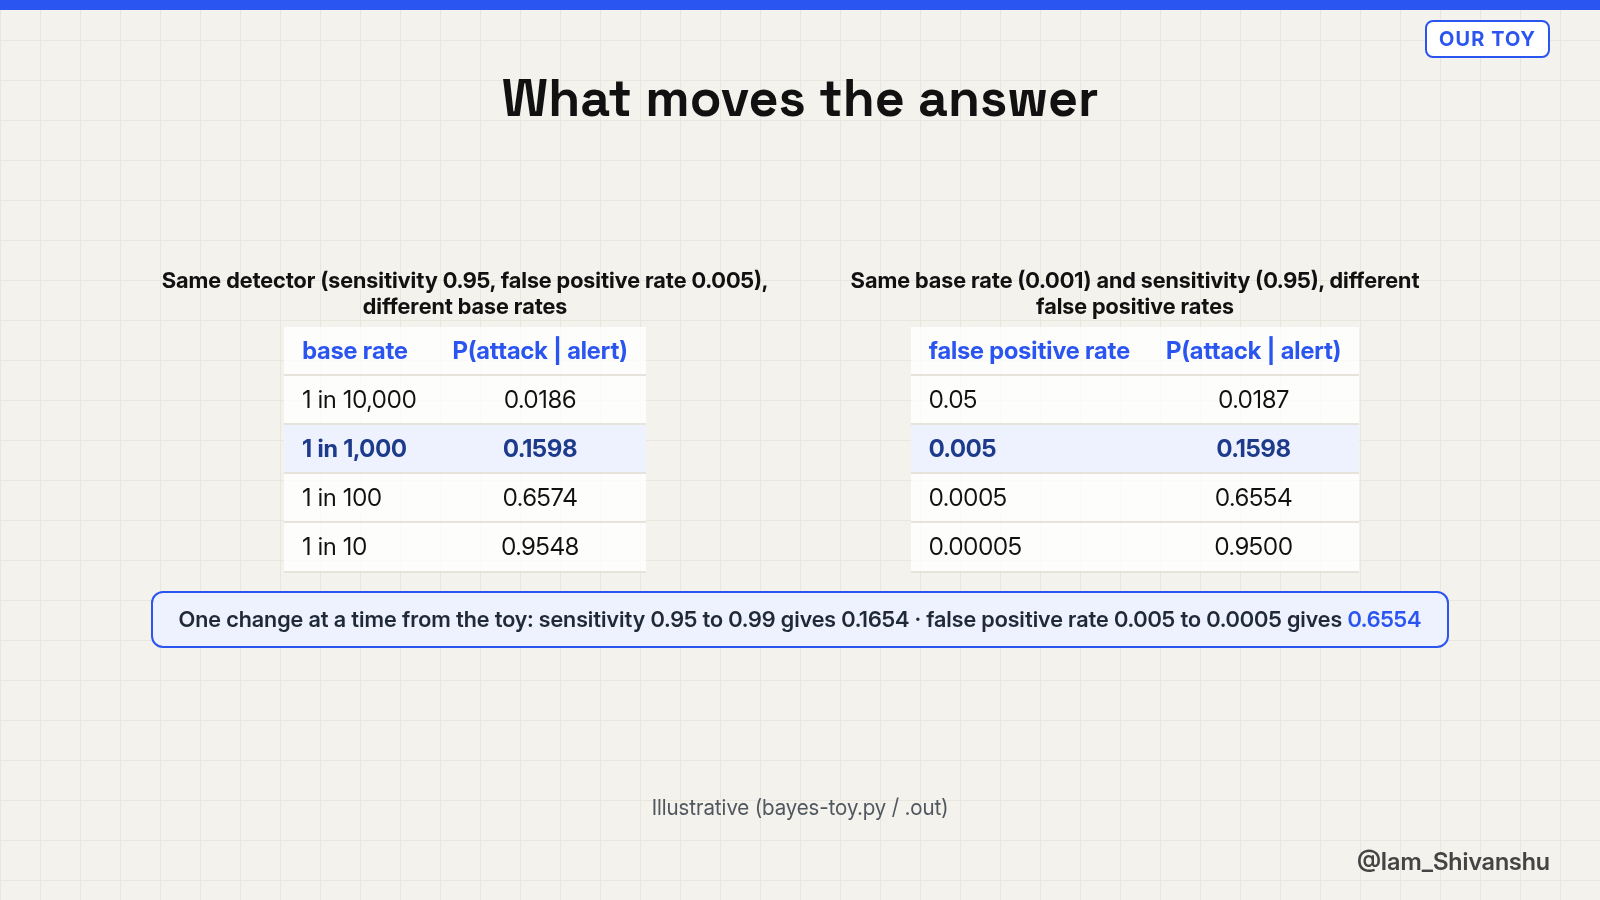 OUR TOY
What moves the answer
Same detector (sensitivity 0.95, false positive rate 0.005),
different base rates
base rate P(attack | alert)
1 in 10,000 0.0186
1 in 1,000 0.1598
1 in 100 0.6574
1 in 10 0.9548
Same base rate (0.001) and sensitivity (0.95), different
false positive rates
false positive rate P(attack | alert)
0.05 0.0187
0.005 0.1598
0.0005 0.6554
0.00005 0.9500
One change at a time from the toy: sensitivity 0.95 to 0.99 gives 0.1654 · false positive rate 0.005 to 0.0005 gives 0.6554
Illustrative (bayes-toy.py / .out)
@Iam_Shivanshu